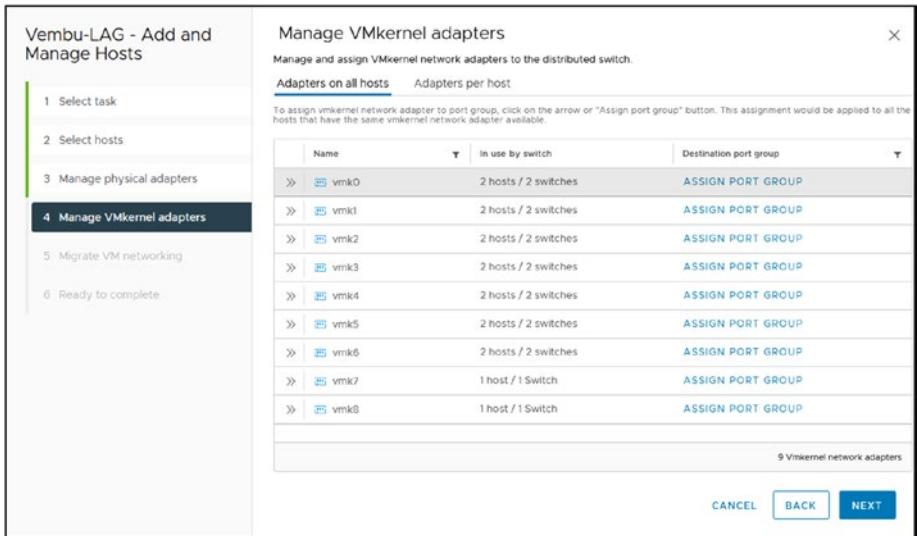 Vembu-LAG - Add and
Manage Hosts
1 Select task
2 Select hosts
3 Manage physical adapters
4 Manage VMkernel adapters
5 Migrate VM networking
6 Ready to complete
Manage VMkernel adapters
Manage and assign VMkernel network adapters to the distributed switch.
Adapters on all hosts Adapters per host
To assign vmkernel network adapter to port group, click on the arrow or "Assign port group" button. This assignment would be applied to all the
hosts that have the same vmkernel network adapter available.
Name In use by switch Destination port group
vmk0 2 hosts / 2 switches ASSIGN PORT GROUP
vmk1 2 hosts / 2 switches ASSIGN PORT GROUP
vmk2 2 hosts / 2 switches ASSIGN PORT GROUP
vmk3 2 hosts / 2 switches ASSIGN PORT GROUP
vmk4 2 hosts / 2 switches ASSIGN PORT GROUP
vmk5 2 hosts / 2 switches ASSIGN PORT GROUP
vmk6 2 hosts / 2 switches ASSIGN PORT GROUP
vmk7 1 host / 1 Switch ASSIGN PORT GROUP
vmk8 1 host / 1 Switch ASSIGN PORT GROUP
9 Vmkernel network adapters
CANCEL BACK NEXT